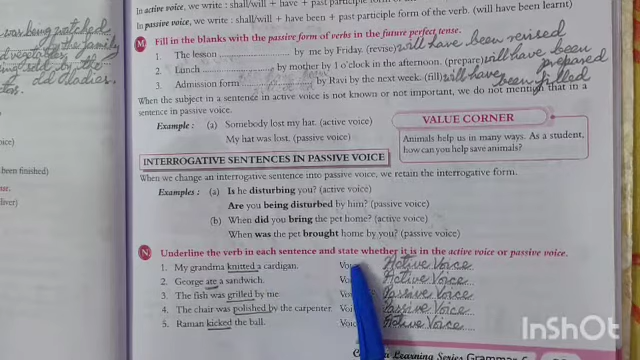 In active voice, we write : shall/will + have + past participle form of the
In passive voice, we write : shall/will + have + been + past participle form of the verb. (will have been learnt)
was being watched
by the family
being sold by the
old ladies.
M Fill in the blanks with the passive form of verbs in the future perfect tense.
1. The lesson .............................. by me by Friday. (revise) will have been revised
2. Lunch .............................. by mother by 1 o'clock in the afternoon. (prepare) will have been prepared
3. Admission form .............................. by Ravi by the next week. (fill) will have been filled
When the subject in a sentence in active voice is not known or not important, we do not mention that in a
sentence in passive voice.
Example : (a) Somebody lost my hat. (active voice)
My hat was lost. (passive voice)
VALUE CORNER
Animals help us in many ways. As a student,
how can you help save animals?
been finished)
INTERROGATIVE SENTENCES IN PASSIVE VOICE
When we change an interrogative sentence into passive voice, we retain the interrogative form.
Examples : (a) Is he disturbing you? (active voice)
Are you being disturbed by him? (passive voice)
(b) When did you bring the pet home? (active voice)
When was the pet brought home by you? (passive voice)
N Underline the verb in each sentence and state whether it is in the active voice or passive voice.
1. My grandma knitted a cardigan. Active Voice
2. George ate a sandwich. Active Voice
3. The fish was grilled by me. Passive Voice
4. The chair was polished by the carpenter. Passive Voice
5. Raman kicked the ball. Active Voice
Learning Series Grammar
InShOt